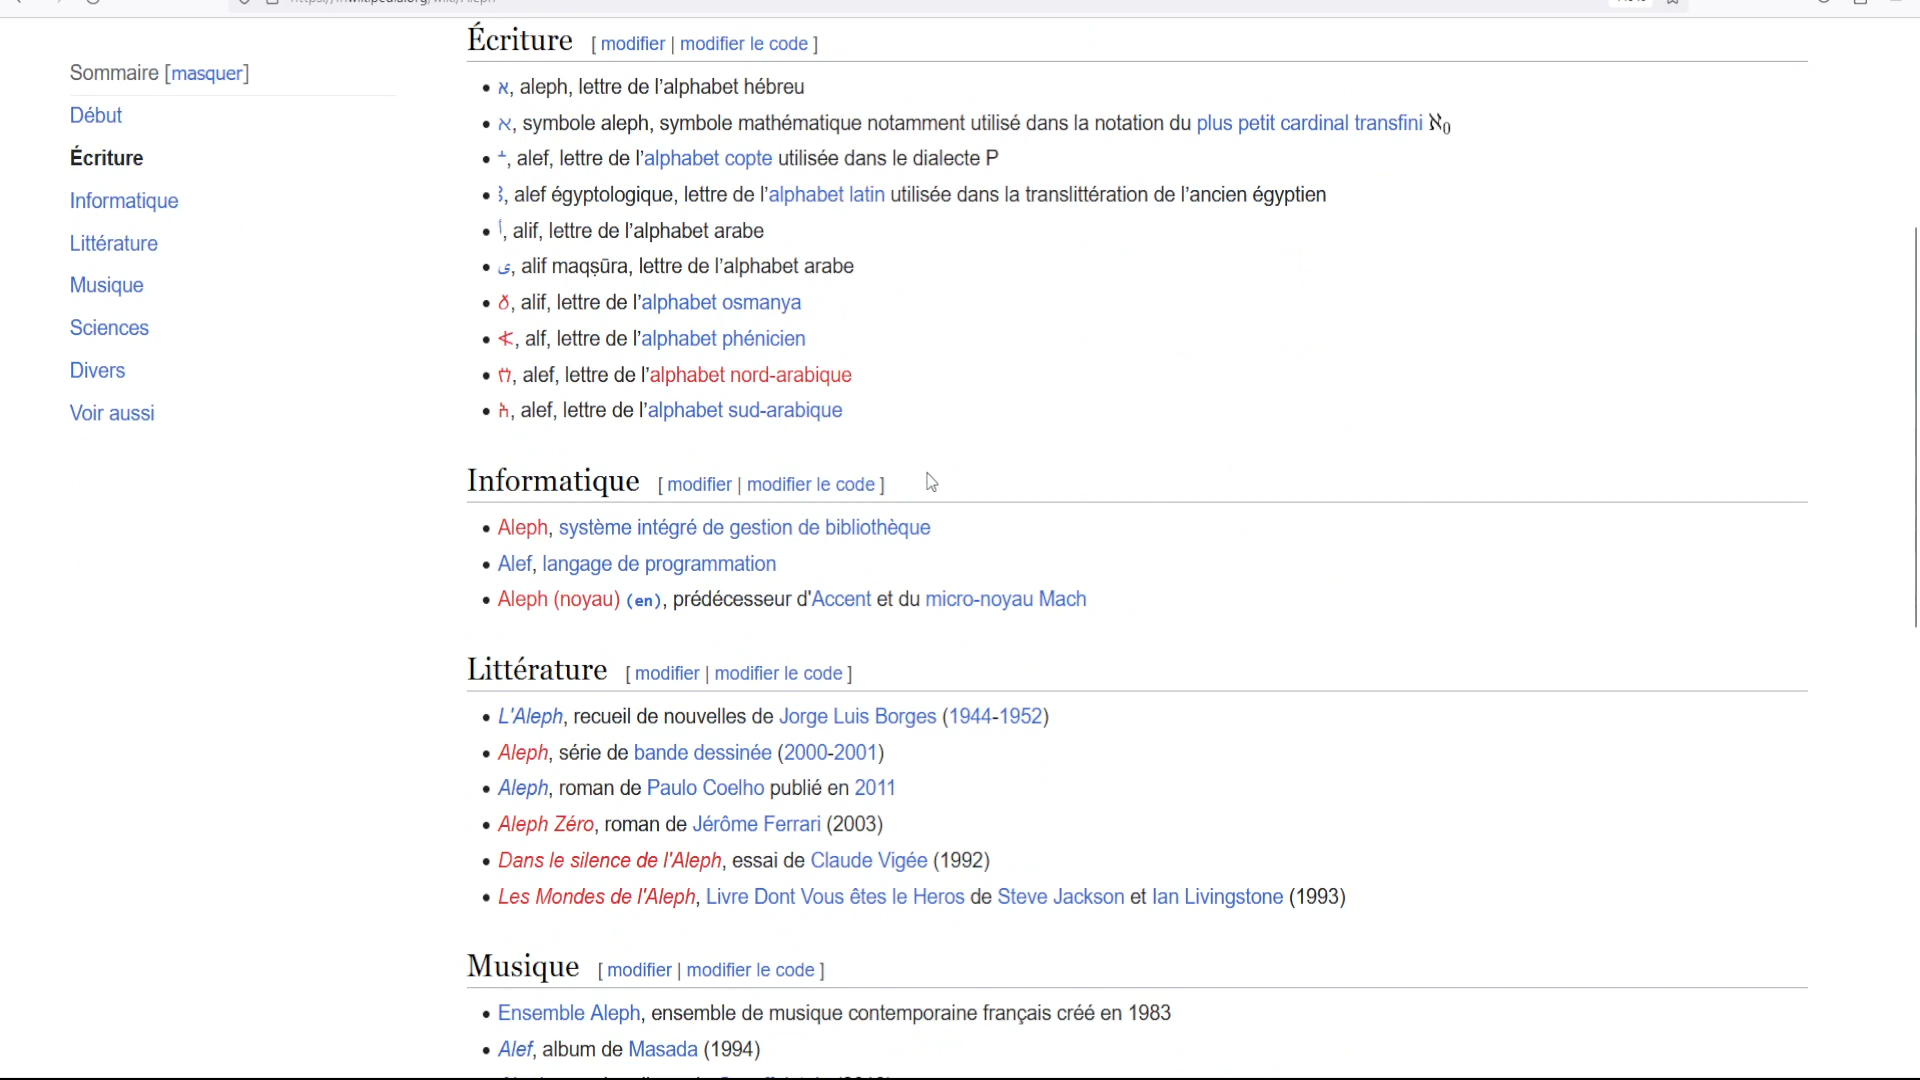 Écriture [ modifier | modifier le code ]
Sommaire [masquer]
Début
Écriture
Informatique
Littérature
Musique
Sciences
Divers
Voir aussi
• א, aleph, lettre de l’alphabet hébreu
• ℵ, symbole aleph, symbole mathématique notamment utilisé dans la notation du plus petit cardinal transfini ℵ0
• , alef, lettre de l’alphabet copte utilisée dans le dialecte P
• ꜣ, alef égyptologique, lettre de l’alphabet latin utilisée dans la translittération de l’ancien égyptien
• أ, alif, lettre de l’alphabet arabe
• ى, alif maqṣūra, lettre de l’alphabet arabe
• , alif, lettre de l’alphabet osmanya
• 𐤀, alf, lettre de l’alphabet phénicien
• , alef, lettre de l’alphabet nord-arabique
• 𐩱, alef, lettre de l’alphabet sud-arabique
Informatique [ modifier | modifier le code ]
• Aleph, système intégré de gestion de bibliothèque
• Alef, langage de programmation
• Aleph (noyau) (en), prédécesseur d'Accent et du micro-noyau Mach
Littérature [ modifier | modifier le code ]
• L'Aleph, recueil de nouvelles de Jorge Luis Borges (1944-1952)
• Aleph, série de bande dessinée (2000-2001)
• Aleph, roman de Paulo Coelho publié en 2011
• Aleph Zéro, roman de Jérôme Ferrari (2003)
• Dans le silence de l'Aleph, essai de Claude Vigée (1992)
• Les Mondes de l'Aleph, Livre Dont Vous êtes le Heros de Steve Jackson et Ian Livingstone (1993)
Musique [ modifier | modifier le code ]
• Ensemble Aleph, ensemble de musique contemporaine français créé en 1983
• Alef, album de Masada (1994)